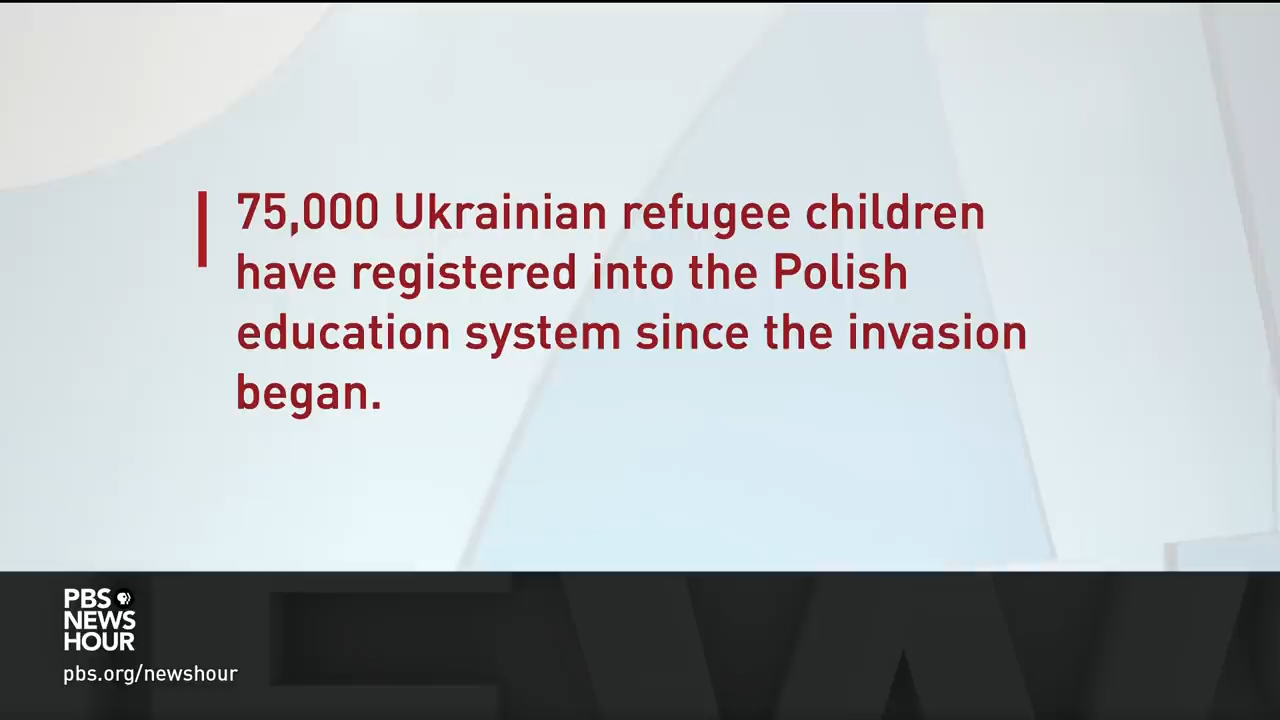 75,000 Ukrainian refugee children
have registered into the Polish
education system since the invasion
began.
PBS
NEWS
HOUR
pbs.org/newshour